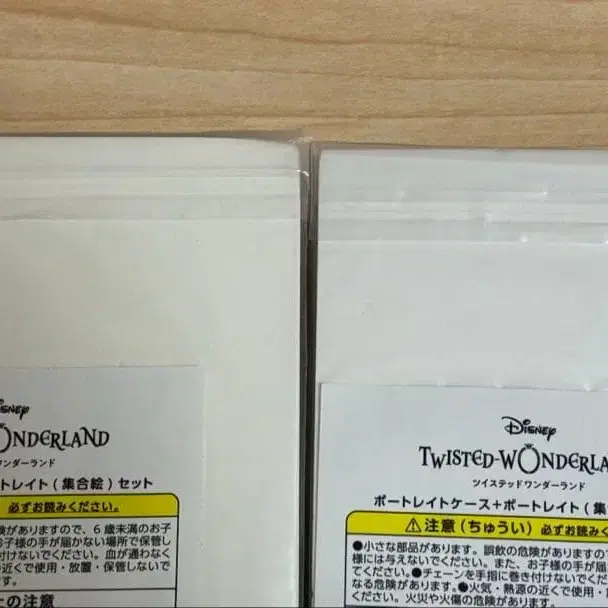 ISNEY
ONDERLAND
ワンダーランド
トレイト(集合絵)セット
必ずお読みください。
険がありますので、6歳未満のお子
お子様の手が届かない場所で保管し
付けないでください。血が通わなく
近くで使用・放置・保管しないで
です。
上の注意
Disney
TWISTED-WONDERLA
ツイステッドワンダーランド
ポートレイトケース+ポートレイト(集
⚠注意(ちゅうい) 必ずお読みく
●小さな部品があります。誤飲の危険がありますので
様には与えないでください。また、お子様の手が届
てください。●チェーンを手指に巻き付けないでくだ
なる危険があります。●火気・熱源の近くで使用・
ください。火災や火傷の危険があります。